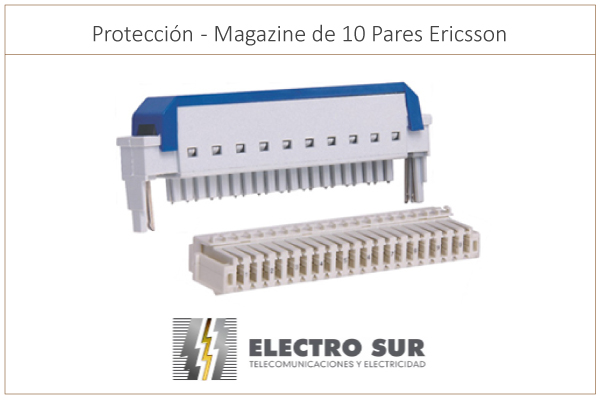 Protección - Magazine de 10 Pares Ericsson
ELECTRO SUR
TELECOMUNICACIONES Y ELECTRICIDAD